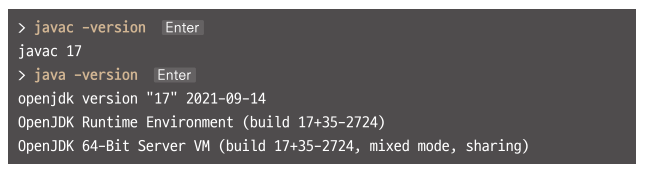 > javac -version Enter
javac 17
> java -version Enter
openjdk version "17" 2021-09-14
OpenJDK Runtime Environment (build 17+35-2724)
OpenJDK 64-Bit Server VM (build 17+35-2724, mixed mode, sharing)